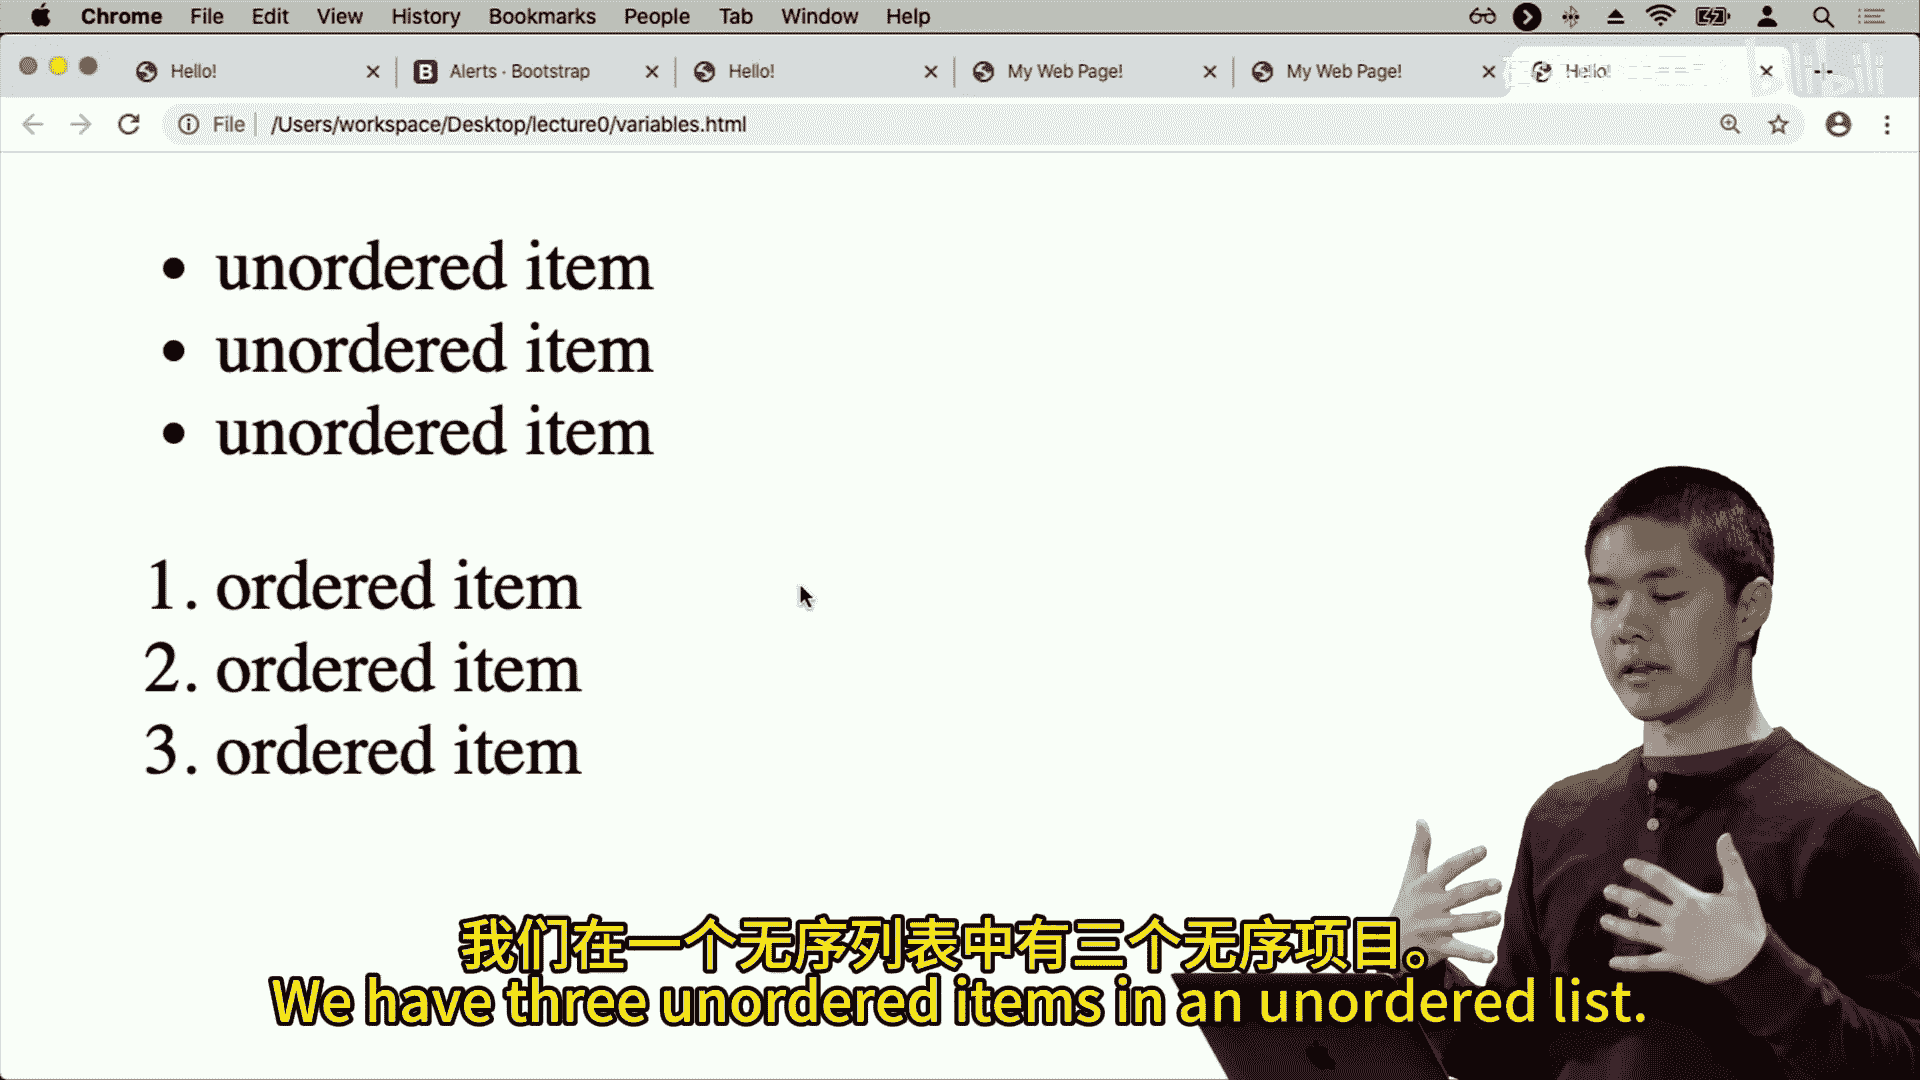 Chrome File Edit View History Bookmarks People Tab Window Help
Hello! Alerts · Bootstrap Hello! My Web Page! My Web Page! Hello!
File /Users/workspace/Desktop/lecture0/variables.html
bilibili
• unordered item
• unordered item
• unordered item
1. ordered item
2. ordered item
3. ordered item
我们在一个无序列表中有三个无序项目。
We have three unordered items in an unordered list.